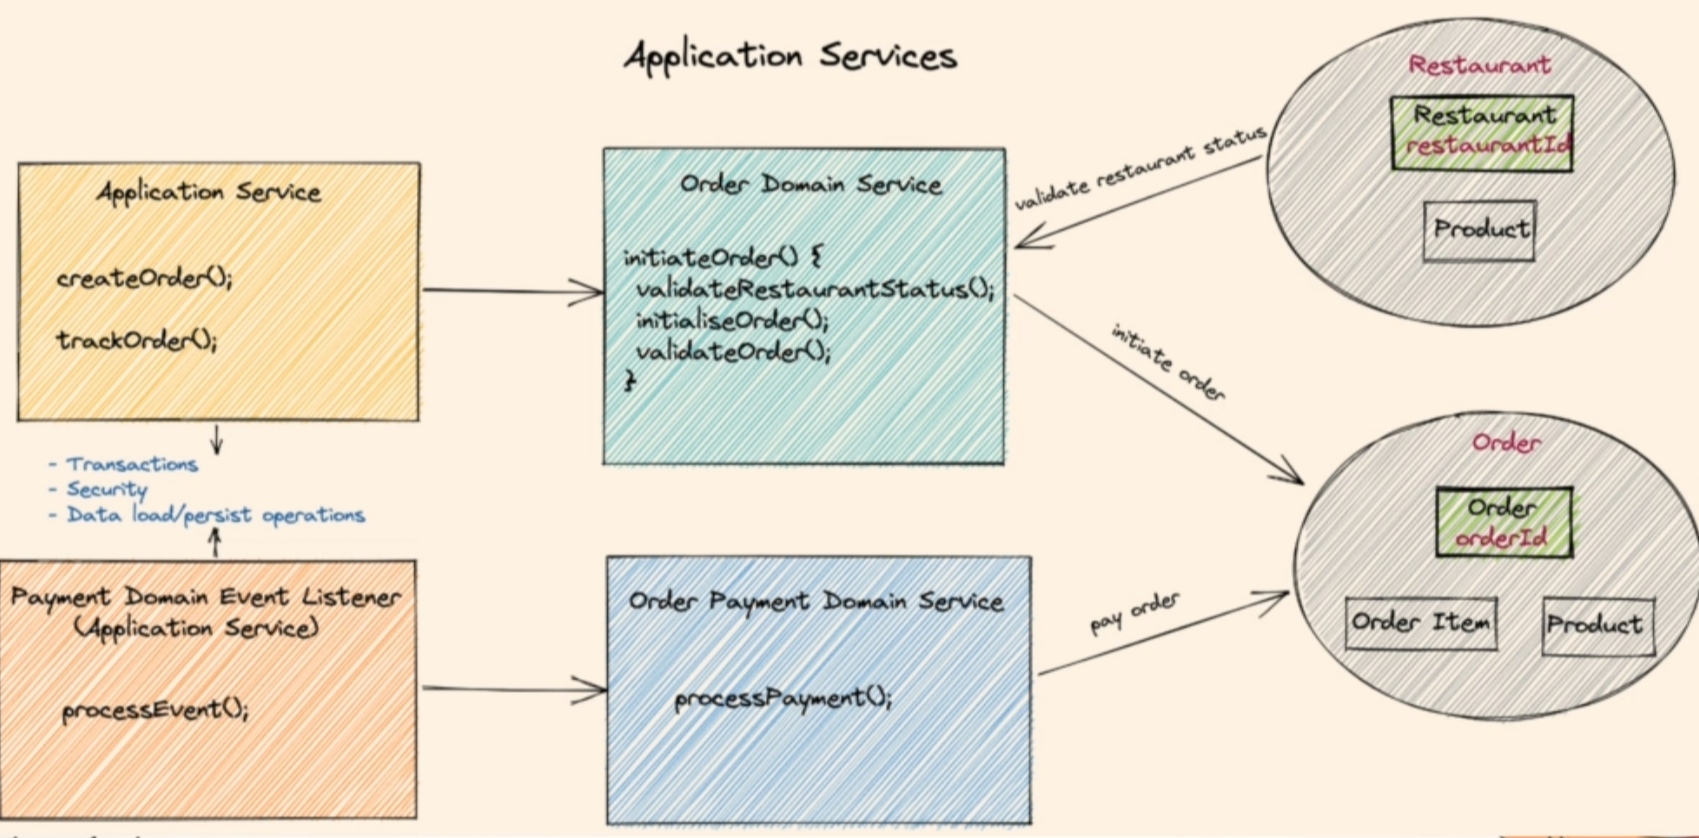 Application Services
Application Service
createOrder();
trackOrder();
- Transactions
- Security
- Data load/persist operations
Payment Domain Event Listener
(Application Service)
processEvent();
Order Domain Service
initiateOrder() {
validateRestaurantStatus();
initialiseOrder();
validateOrder();
}
Order Payment Domain Service
processPayment();
validate restaurant status
initiate order
pay order
Restaurant
Restaurant
restaurantId
Product
Order
Order
orderId
Order Item
Product